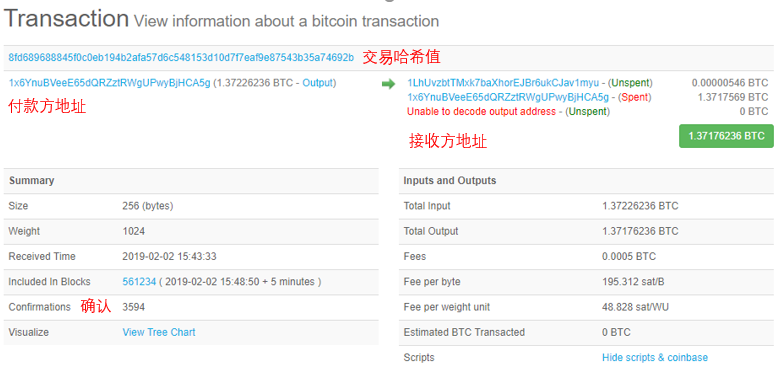 Transaction View information about a bitcoin transaction
8fd689688845f0c0eb194b2afa57d6c548153d10d7f7eaf9e87543b35a74692b 交易哈希值
1x6YnuBVeeE65dQRZztRWgUPwyBjHCA5g (1.37226236 BTC - Output)
付款方地址
1LhUvzbtTMxk7baXhorEJBr6ukCJav1myu - (Unspent) 0.00000546 BTC
1x6YnuBVeeE65dQRZztRWgUPwyBjHCA5g - (Spent) 1.3717569 BTC
Unable to decode output address - (Unspent) 0 BTC
接收方地址
1.37176236 BTC
Summary
Size 256 (bytes)
Weight 1024
Received Time 2019-02-02 15:43:33
Included In Blocks 561234 ( 2019-02-02 15:48:50 + 5 minutes )
Confirmations 确认 3594
Visualize View Tree Chart
Inputs and Outputs
Total Input 1.37226236 BTC
Total Output 1.37176236 BTC
Fees 0.0005 BTC
Fee per byte 195.312 sat/B
Fee per weight unit 48.828 sat/WU
Estimated BTC Transacted 0 BTC
Scripts Hide scripts & coinbase